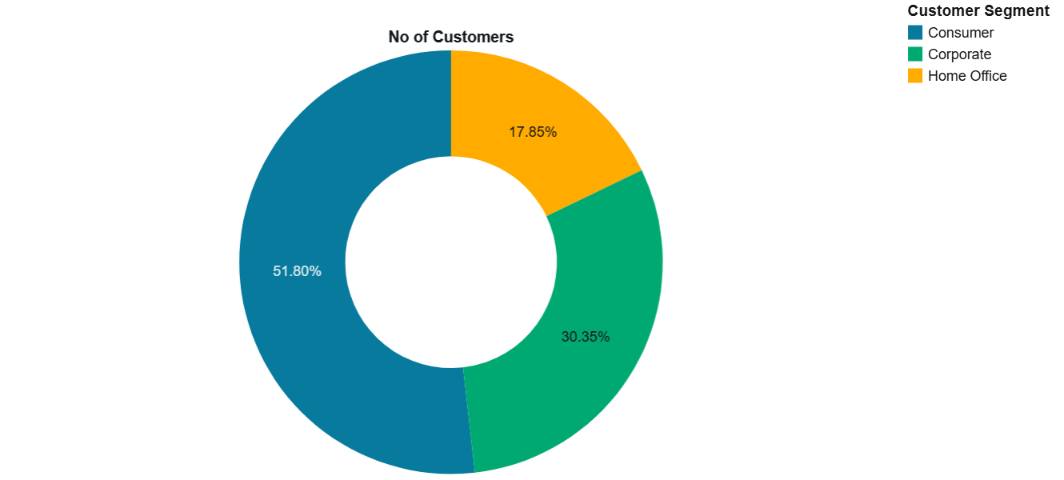 Customer Segment
Consumer
Corporate
Home Office
No of Customers
17.85%
51.80%
30.35%